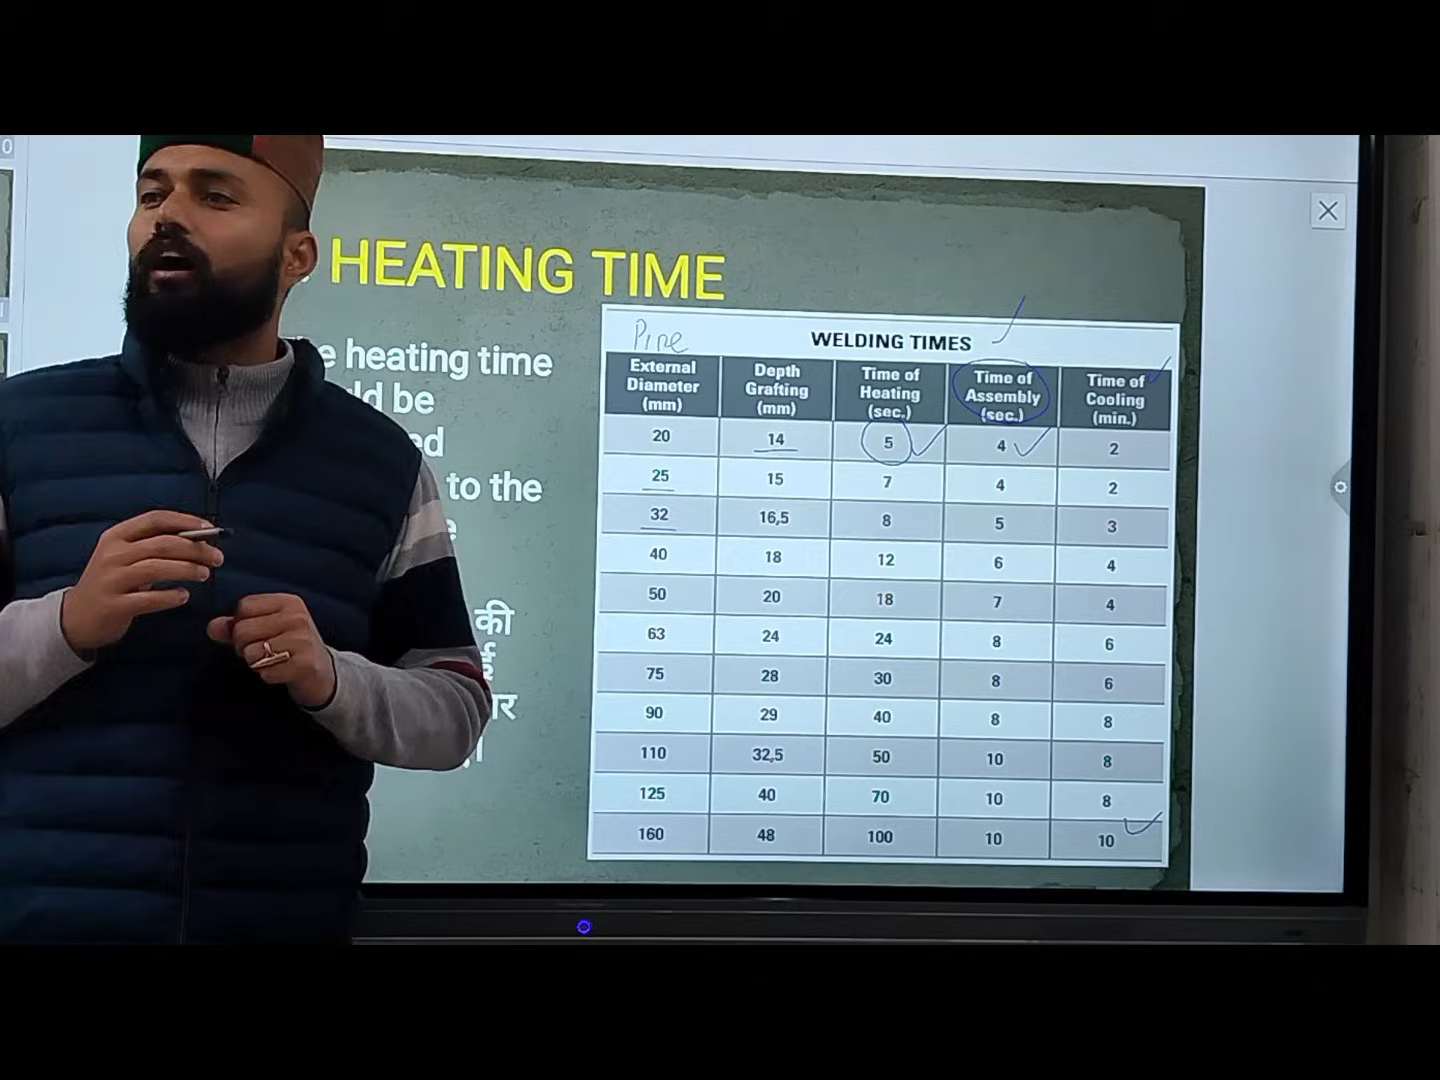 HEATING TIME
heating time
be
to the
की
Pipe
WELDING TIMES
External Diameter (mm) Depth Grafting (mm) Time of Heating (sec.) Time of Assembly (sec.) Time of Cooling (min.)
20 14 5 4 2
25 15 7 4 2
32 16,5 8 5 3
40 18 12 6 4
50 20 18 7 4
63 24 24 8 6
75 28 30 8 6
90 29 40 8 8
110 32,5 50 10 8
125 40 70 10 8
160 48 100 10 10